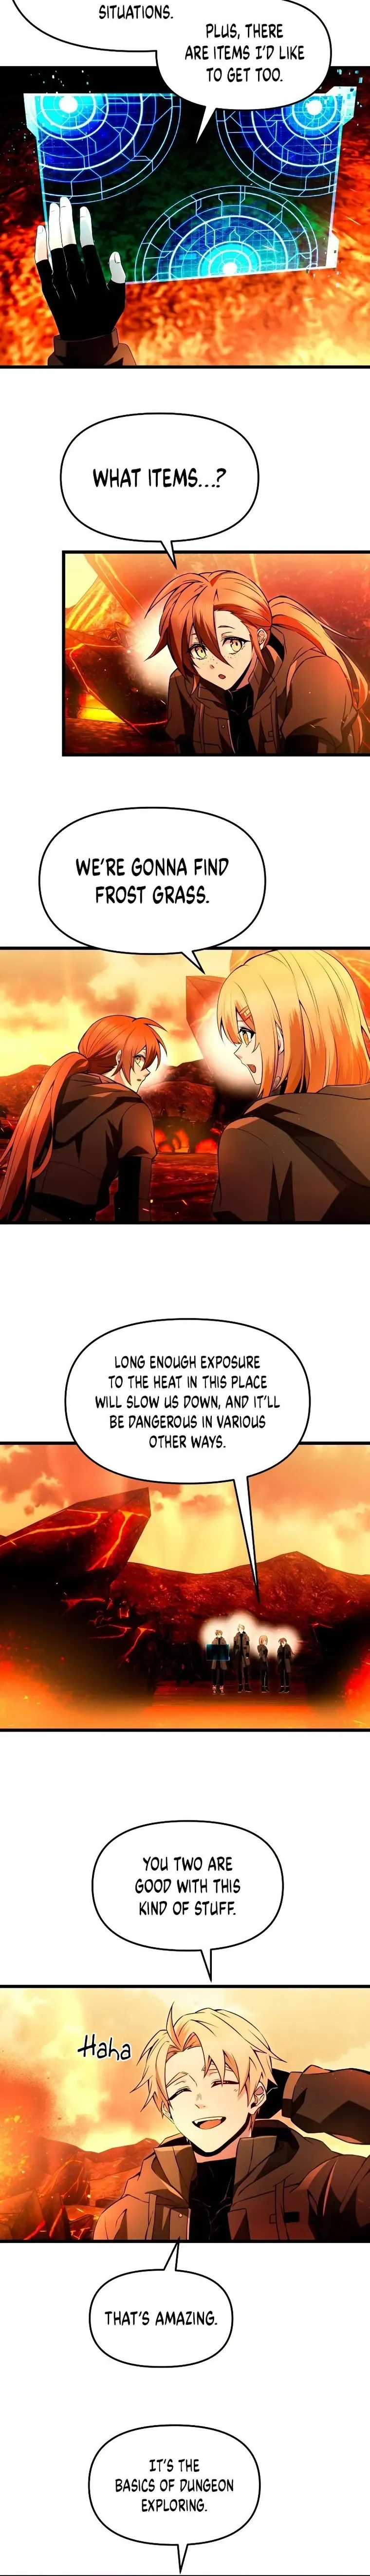 SITUATIONS.
PLUS, THERE
ARE ITEMS I'D LIKE
TO GET TOO.
WHAT ITEMS...?
WE'RE GONNA FIND
FROST GRASS.
LONG ENOUGH EXPOSURE
TO THE HEAT IN THIS PLACE
WILL SLOW US DOWN, AND IT'LL
BE DANGEROUS IN VARIOUS
OTHER WAYS.
YOU TWO ARE
GOOD WITH THIS
KIND OF STUFF.
Haha
THAT'S AMAZING.
IT'S THE
BASICS OF DUNGEON
EXPLORING.